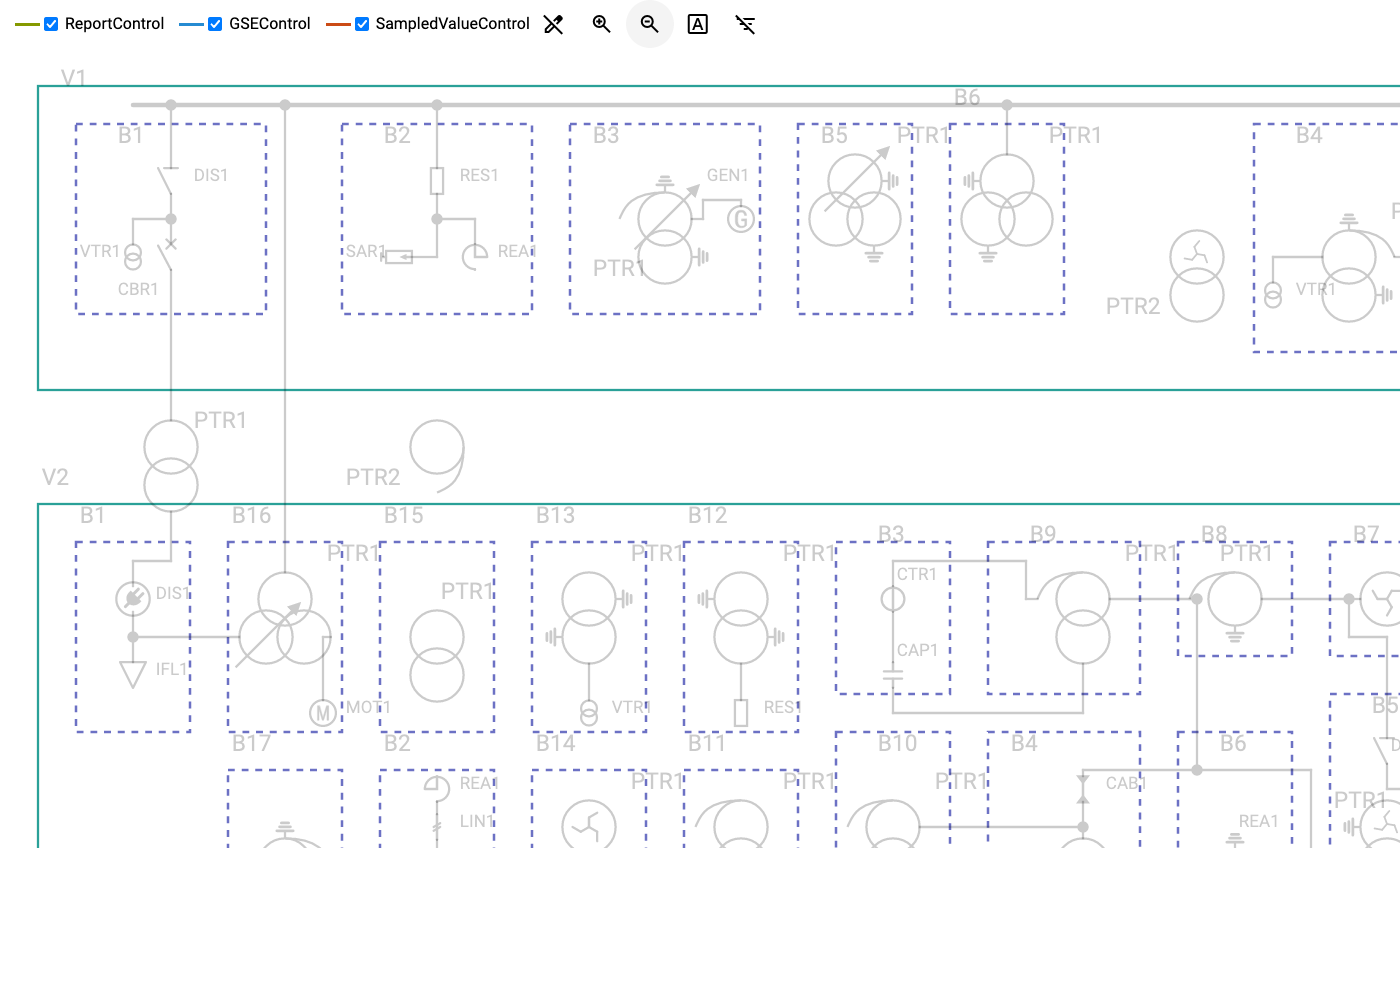 ReportControl GSEControl SampledValueControl A
V1
B6
B1 B2 B3 B5 PTR1 PTR1 B4
DIS1 RES1 GEN1
G
VTR1 SAR1 REA1
PTR1
CBR1 VTR1
PTR2
PTR1
V2 PTR2
B1 B16 B15 B13 B12
B3 B9 B8 B7
PTR1 PTR1 PTR1 PTR1 PTR1
CTR1
DIS1 PTR1
CAP1
IFL1
M MOT1 VTR1 RES1 B5
B17 B2 B14 B11 B10 B4 B6
PTR1 PTR1 PTR1
REA1 CAB1
PTR1
LIN1 REA1